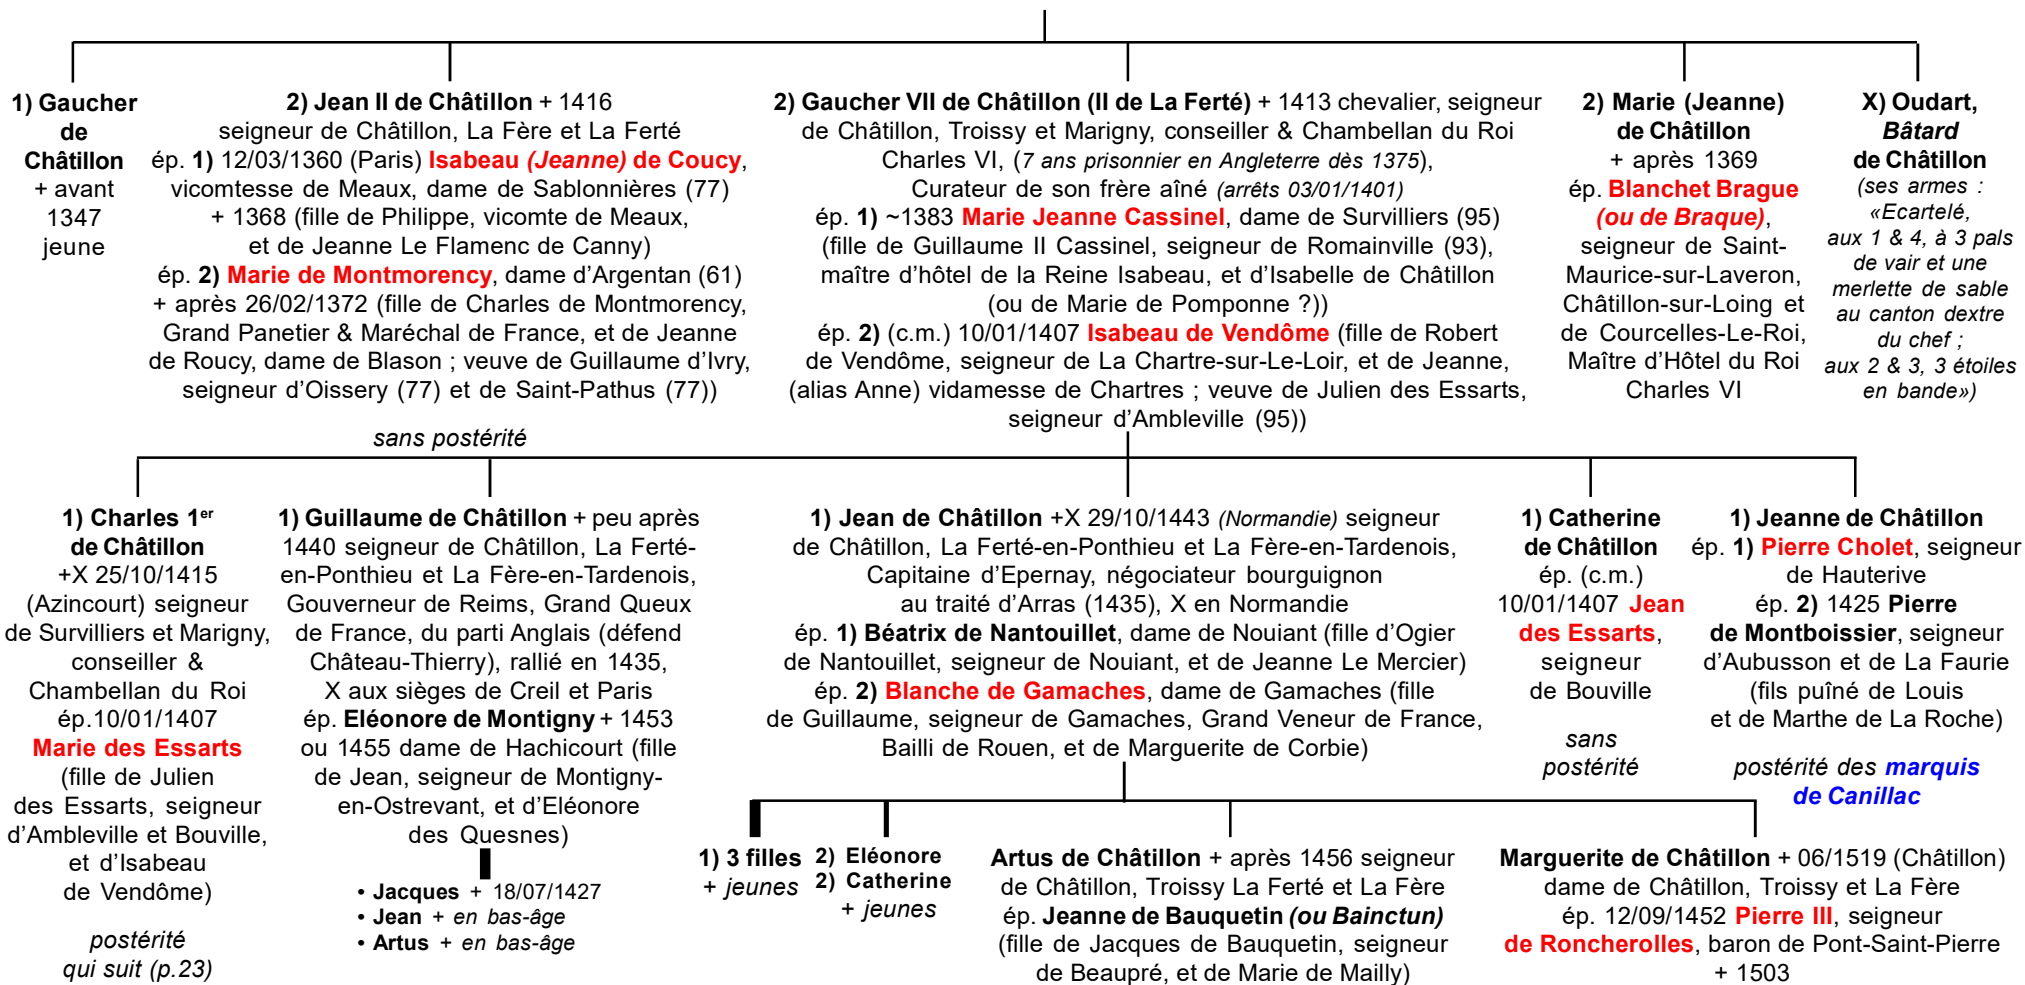 1) Gaucher
de
Châtillon
+ avant
1347
jeune
2) Jean II de Châtillon + 1416
seigneur de Châtillon, La Fère et La Ferté
ép. 1) 12/03/1360 (Paris) Isabeau (Jeanne) de Coucy,
vicomtesse de Meaux, dame de Sablonnières (77)
+ 1368 (fille de Philippe, vicomte de Meaux,
et de Jeanne Le Flamenc de Canny)
ép. 2) Marie de Montmorency, dame d'Argentan (61)
+ après 26/02/1372 (fille de Charles de Montmorency,
Grand Panetier & Maréchal de France, et de Jeanne
de Roucy, dame de Blason ; veuve de Guillaume d'Ivry,
seigneur d'Oissery (77) et de Saint-Pathus (77))
sans postérité
2) Gaucher VII de Châtillon (II de La Ferté) + 1413 chevalier, seigneur
de Châtillon, Troissy et Marigny, conseiller & Chambellan du Roi
Charles VI, (7 ans prisonnier en Angleterre dès 1375),
Curateur de son frère aîné (arrêts 03/01/1401)
ép. 1) ~1383 Marie Jeanne Cassinel, dame de Survilliers (95)
(fille de Guillaume II Cassinel, seigneur de Romainville (93),
maître d'hôtel de la Reine Isabeau, et d'Isabelle de Châtillon
(ou de Marie de Pomponne ?))
ép. 2) (c.m.) 10/01/1407 Isabeau de Vendôme (fille de Robert
de Vendôme, seigneur de La Chartre-sur-Le-Loir, et de Jeanne,
(alias Anne) vidamesse de Chartres ; veuve de Julien des Essarts,
seigneur d'Ambleville (95))
2) Marie (Jeanne)
de Châtillon
+ après 1369
ép. Blanchet Brague
(ou de Braque),
seigneur de Saint-
Maurice-sur-Laveron,
Châtillon-sur-Loing et
de Courcelles-Le-Roi,
Maître d'Hôtel du Roi
Charles VI
X) Oudart,
Bâtard
de Châtillon
(ses armes :
«Ecartelé,
aux 1 & 4, à 3 pals
de vair et une
merlette de sable
au canton dextre
du chef ;
aux 2 & 3, 3 étoiles
en bande»)
1) Charles 1er
de Châtillon
+X 25/10/1415
(Azincourt) seigneur
de Survilliers et Marigny,
conseiller &
Chambellan du Roi
ép.10/01/1407
Marie des Essarts
(fille de Julien
des Essarts, seigneur
d'Ambleville et Bouville,
et d'Isabeau
de Vendôme)
postérité
qui suit (p.23)
1) Guillaume de Châtillon + peu après
1440 seigneur de Châtillon, La Ferté-
en-Ponthieu et La Fère-en-Tardenois,
Gouverneur de Reims, Grand Queux
de France, du parti Anglais (défend
Château-Thierry), rallié en 1435,
X aux sièges de Creil et Paris
ép. Eléonore de Montigny + 1453
ou 1455 dame de Hachicourt (fille
de Jean, seigneur de Montigny-
en-Ostrevant, et d'Eléonore
des Quesnes)
• Jacques + 18/07/1427
• Jean + en bas-âge
• Artus + en bas-âge
1) Jean de Châtillon +X 29/10/1443 (Normandie) seigneur
de Châtillon, La Ferté-en-Ponthieu et La Fère-en-Tardenois,
Capitaine d'Epernay, négociateur bourguignon
au traité d'Arras (1435), X en Normandie
ép. 1) Béatrix de Nantouillet, dame de Nouiant (fille d'Ogier
de Nantouillet, seigneur de Nouiant, et de Jeanne Le Mercier)
ép. 2) Blanche de Gamaches, dame de Gamaches (fille
de Guillaume, seigneur de Gamaches, Grand Veneur de France,
Bailli de Rouen, et de Marguerite de Corbie)
1) Catherine
de Châtillon
ép. (c.m.)
10/01/1407 Jean
des Essarts,
seigneur
de Bouville
sans
postérité
1) Jeanne de Châtillon
ép. 1) Pierre Cholet, seigneur
de Hauterive
ép. 2) 1425 Pierre
de Montboissier, seigneur
d'Aubusson et de La Faurie
(fils puîné de Louis
et de Marthe de La Roche)
postérité des marquis
de Canillac
1) 3 filles
+ jeunes
2) Eléonore
2) Catherine
+ jeunes
Artus de Châtillon + après 1456 seigneur
de Châtillon, Troissy La Ferté et La Fère
ép. Jeanne de Bauquetin (ou Bainctun)
(fille de Jacques de Bauquetin, seigneur
de Beaupré, et de Marie de Mailly)
Marguerite de Châtillon + 06/1519 (Châtillon)
dame de Châtillon, Troissy et La Fère
ép. 12/09/1452 Pierre III, seigneur
de Roncherolles, baron de Pont-Saint-Pierre
+ 1503